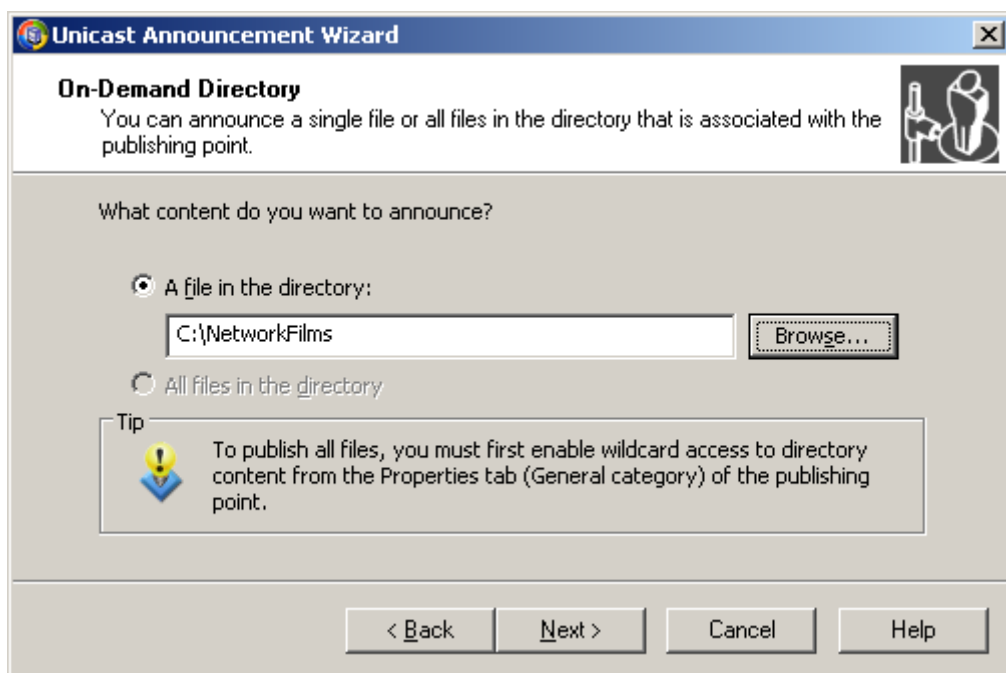 Unicast Announcement Wizard
On-Demand Directory
You can announce a single file or all files in the directory that is associated with the
publishing point.
What content do you want to announce?
A file in the directory:
C:\NetworkFilms
Browse...
All files in the directory
Tip
To publish all files, you must first enable wildcard access to directory
content from the Properties tab (General category) of the publishing
point.
< Back
Next >
Cancel
Help